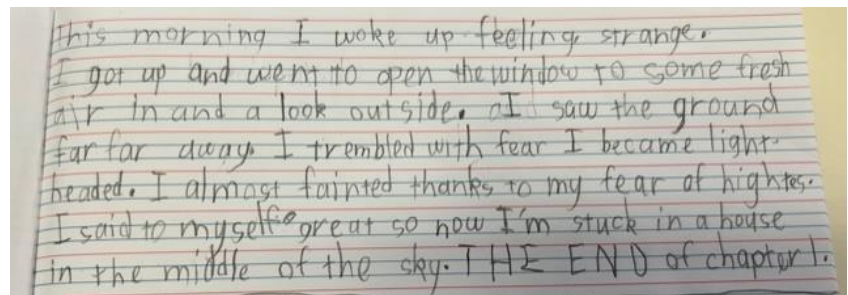 This morning I woke up feeling strange.
I got up and went to open the window to some fresh
air in and a look outside. I saw the ground
far far away. I trembled with fear I became light-
headed. I almost fainted thanks to my fear of hightes.
I said to myself great so now I'm stuck in a house
in the middle of the sky. THE END of chapter 1.